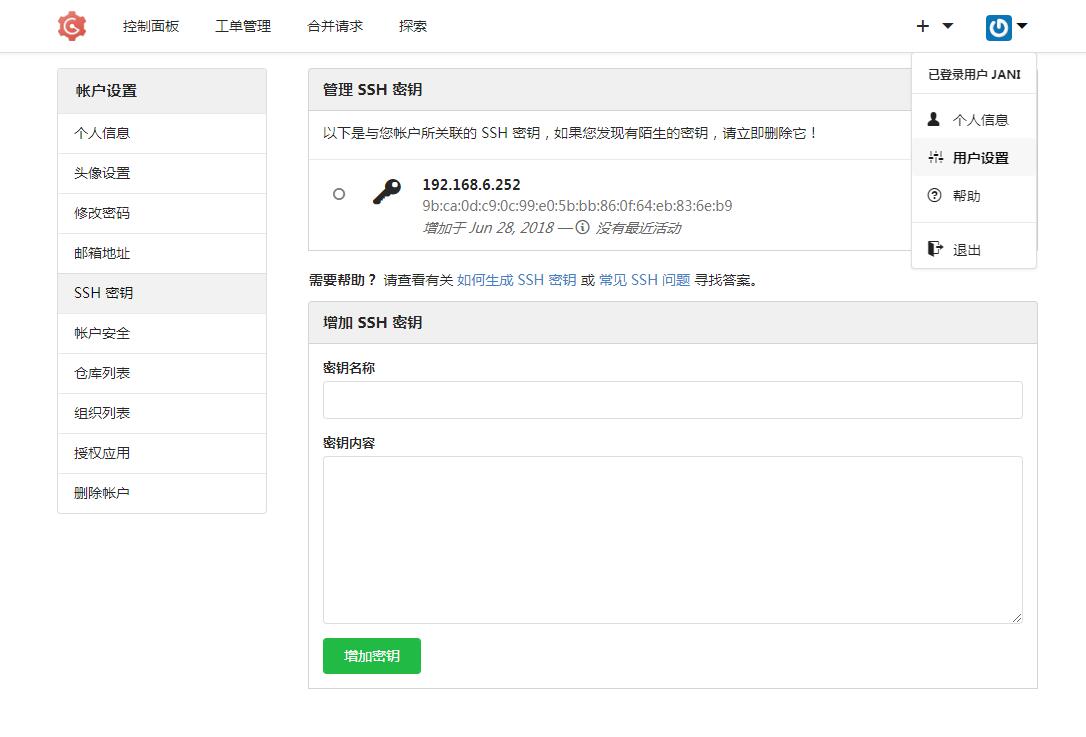 控制面板 工单管理 合并请求 探索
已登录用户 JANI
个人信息
用户设置
帮助
退出
帐户设置
个人信息
头像设置
修改密码
邮箱地址
SSH 密钥
帐户安全
仓库列表
组织列表
授权应用
删除帐户
管理 SSH 密钥
以下是与您帐户所关联的 SSH 密钥，如果您发现有陌生的密钥，请立即删除它！
192.168.6.252
9b:ca:0d:c9:0c:99:e0:5b:bb:86:0f:64:eb:83:6e:b9
增加于 Jun 28, 2018 — 没有最近活动
需要帮助？ 请查看有关 如何生成 SSH 密钥 或 常见 SSH 问题 寻找答案。
增加 SSH 密钥
密钥名称
密钥内容
增加密钥